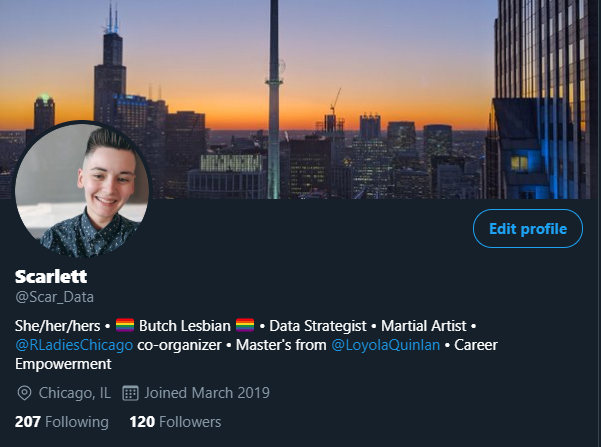 Edit profile
Scarlett
@Scar_Data
She/her/hers • 🏳️‍🌈 Butch Lesbian 🏳️‍🌈 • Data Strategist • Martial Artist •
@RLadiesChicago co-organizer • Master's from @LoyolaQuinlan • Career
Empowerment
Chicago, IL Joined March 2019
207 Following 120 Followers